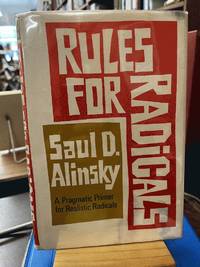 RULES
FOR
RADICALS
Saul D.
Alinsky
A Pragmatic Primer
for Realistic Radicals